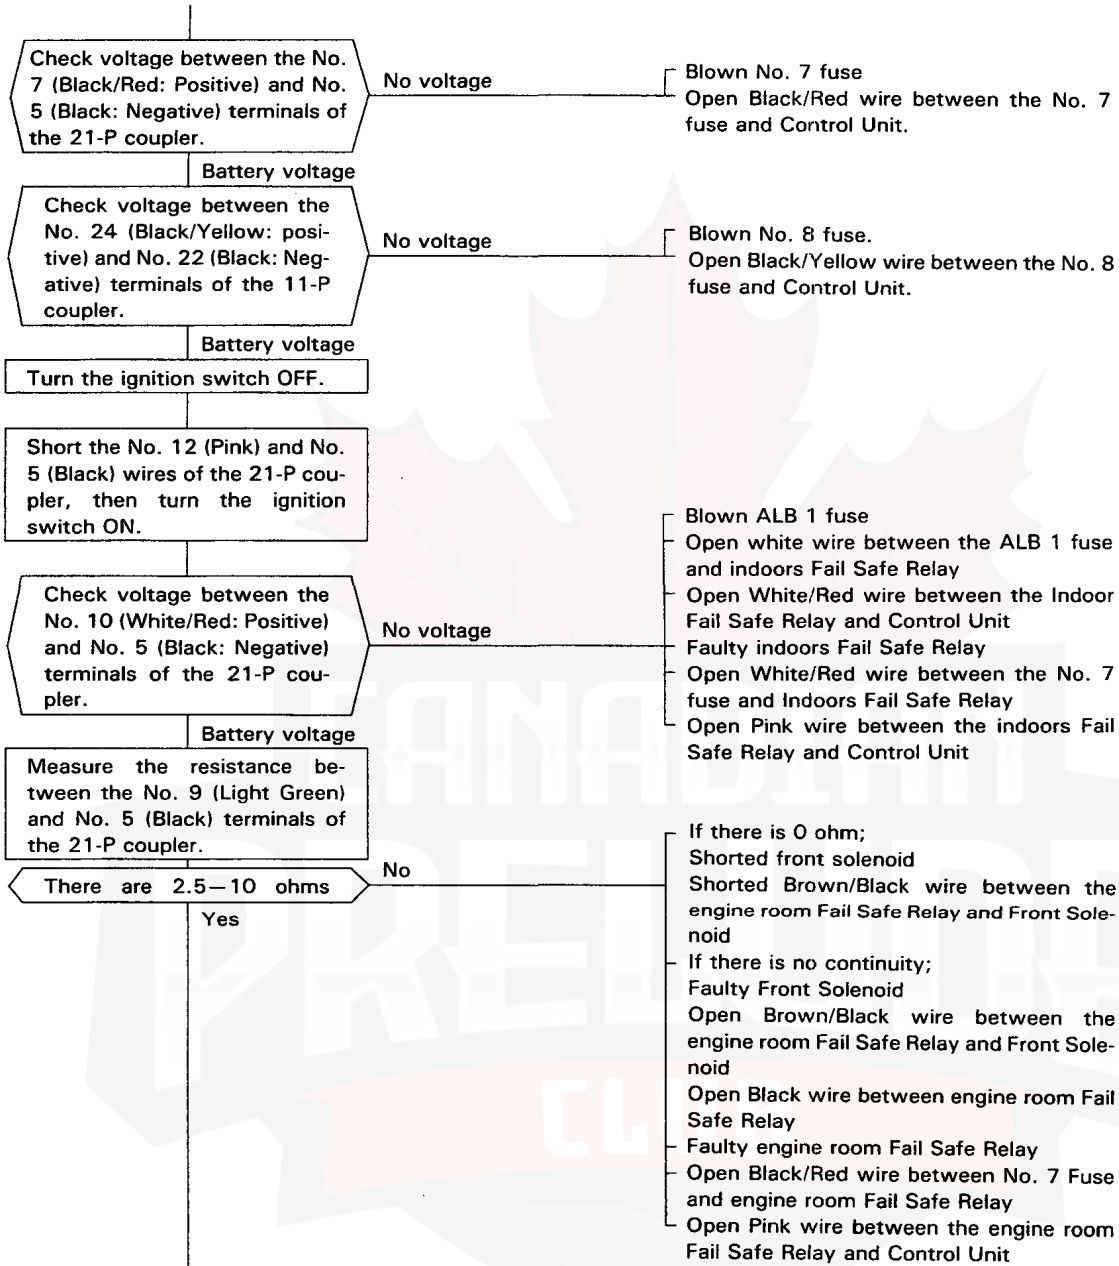 Check voltage between the No.
7 (Black/Red: Positive) and No.
5 (Black: Negative) terminals of
the 21-P coupler.
No voltage
Blown No. 7 fuse
Open Black/Red wire between the No. 7
fuse and Control Unit.
Battery voltage
Check voltage between the
No. 24 (Black/Yellow: posi-
tive) and No. 22 (Black: Neg-
ative) terminals of the 11-P
coupler.
No voltage
Blown No. 8 fuse.
Open Black/Yellow wire between the No. 8
fuse and Control Unit.
Battery voltage
Turn the ignition switch OFF.
Short the No. 12 (Pink) and No.
5 (Black) wires of the 21-P cou-
pler, then turn the ignition
switch ON.
Check voltage between the
No. 10 (White/Red: Positive)
and No. 5 (Black: Negative)
terminals of the 21-P cou-
pler.
No voltage
Blown ALB 1 fuse
Open white wire between the ALB 1 fuse
and indoors Fail Safe Relay
Open White/Red wire between the Indoor
Fail Safe Relay and Control Unit
Faulty indoors Fail Safe Relay
Open White/Red wire between the No. 7
fuse and Indoors Fail Safe Relay
Open Pink wire between the indoors Fail
Safe Relay and Control Unit
Battery voltage
Measure the resistance be-
tween the No. 9 (Light Green)
and No. 5 (Black) terminals of
the 21-P coupler.
There are 2.5—10 ohms
No
If there is 0 ohm;
Shorted front solenoid
Shorted Brown/Black wire between the
engine room Fail Safe Relay and Front Sole-
noid
If there is no continuity;
Faulty Front Solenoid
Open Brown/Black wire between the
engine room Fail Safe Relay and Front Sole-
noid
Open Black wire between engine room Fail
Safe Relay
Faulty engine room Fail Safe Relay
Open Black/Red wire between No. 7 Fuse
and engine room Fail Safe Relay
Open Pink wire between the engine room
Fail Safe Relay and Control Unit
Yes
CANADIAN
PRELUDE
CLUB